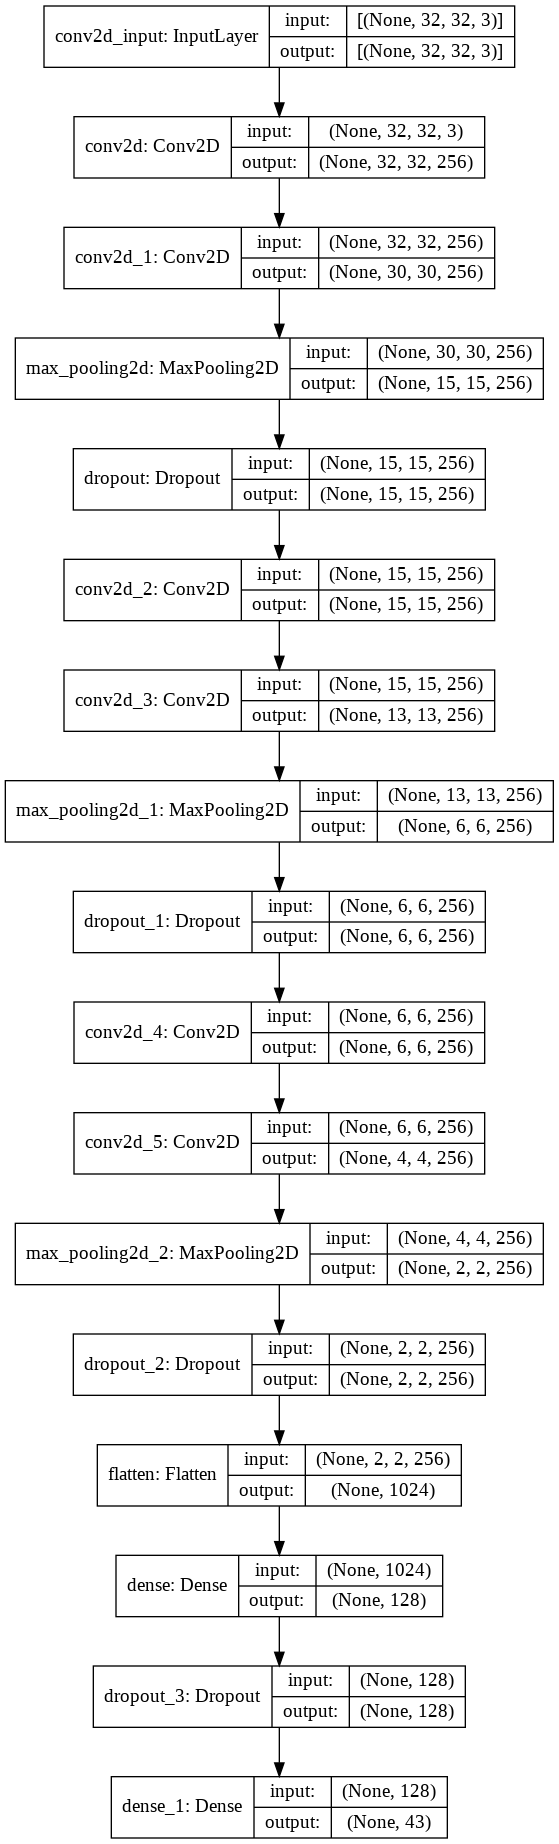 conv2d_input: InputLayer
input: [(None, 32, 32, 3)]
output: [(None, 32, 32, 3)]
conv2d: Conv2D
input: (None, 32, 32, 3)
output: (None, 32, 32, 256)
conv2d_1: Conv2D
input: (None, 32, 32, 256)
output: (None, 30, 30, 256)
max_pooling2d: MaxPooling2D
input: (None, 30, 30, 256)
output: (None, 15, 15, 256)
dropout: Dropout
input: (None, 15, 15, 256)
output: (None, 15, 15, 256)
conv2d_2: Conv2D
input: (None, 15, 15, 256)
output: (None, 15, 15, 256)
conv2d_3: Conv2D
input: (None, 15, 15, 256)
output: (None, 13, 13, 256)
max_pooling2d_1: MaxPooling2D
input: (None, 13, 13, 256)
output: (None, 6, 6, 256)
dropout_1: Dropout
input: (None, 6, 6, 256)
output: (None, 6, 6, 256)
conv2d_4: Conv2D
input: (None, 6, 6, 256)
output: (None, 6, 6, 256)
conv2d_5: Conv2D
input: (None, 6, 6, 256)
output: (None, 4, 4, 256)
max_pooling2d_2: MaxPooling2D
input: (None, 4, 4, 256)
output: (None, 2, 2, 256)
dropout_2: Dropout
input: (None, 2, 2, 256)
output: (None, 2, 2, 256)
flatten: Flatten
input: (None, 2, 2, 256)
output: (None, 1024)
dense: Dense
input: (None, 1024)
output: (None, 128)
dropout_3: Dropout
input: (None, 128)
output: (None, 128)
dense_1: Dense
input: (None, 128)
output: (None, 43)